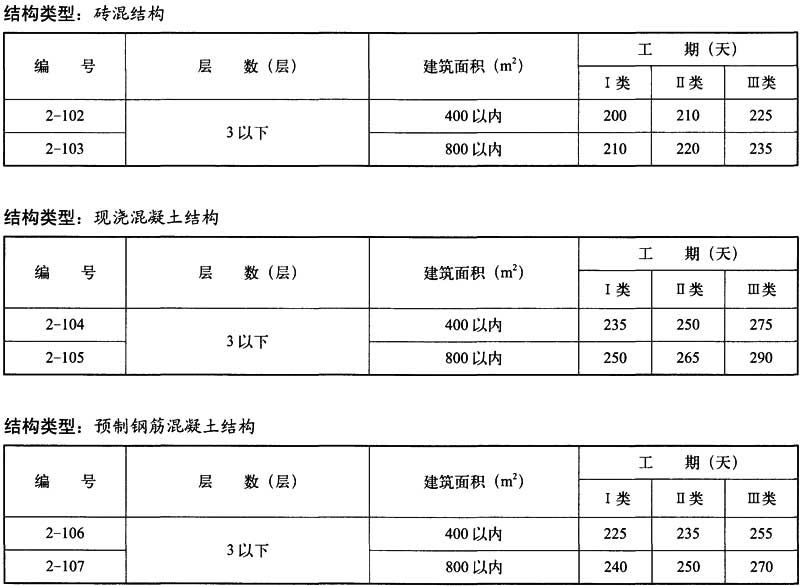 结构类型：砖混结构
编 号 层 数（层） 建筑面积（m²） 工 期（天）
Ⅰ类 Ⅱ类 Ⅲ类
2-102 3以下 400以内 200 210 225
2-103 800以内 210 220 235
结构类型：现浇混凝土结构
编 号 层 数（层） 建筑面积（m²） 工 期（天）
Ⅰ类 Ⅱ类 Ⅲ类
2-104 3以下 400以内 235 250 275
2-105 800以内 250 265 290
结构类型：预制钢筋混凝土结构
编 号 层 数（层） 建筑面积（m²） 工 期（天）
Ⅰ类 Ⅱ类 Ⅲ类
2-106 3以下 400以内 225 235 255
2-107 800以内 240 250 270